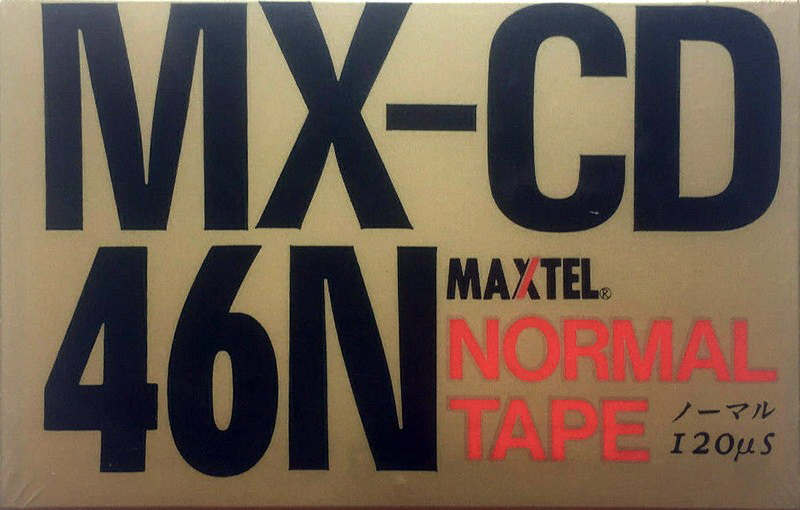 MX-CD
46N
MAXTEL®
NORMAL
TAPE
ノーマル
120μS